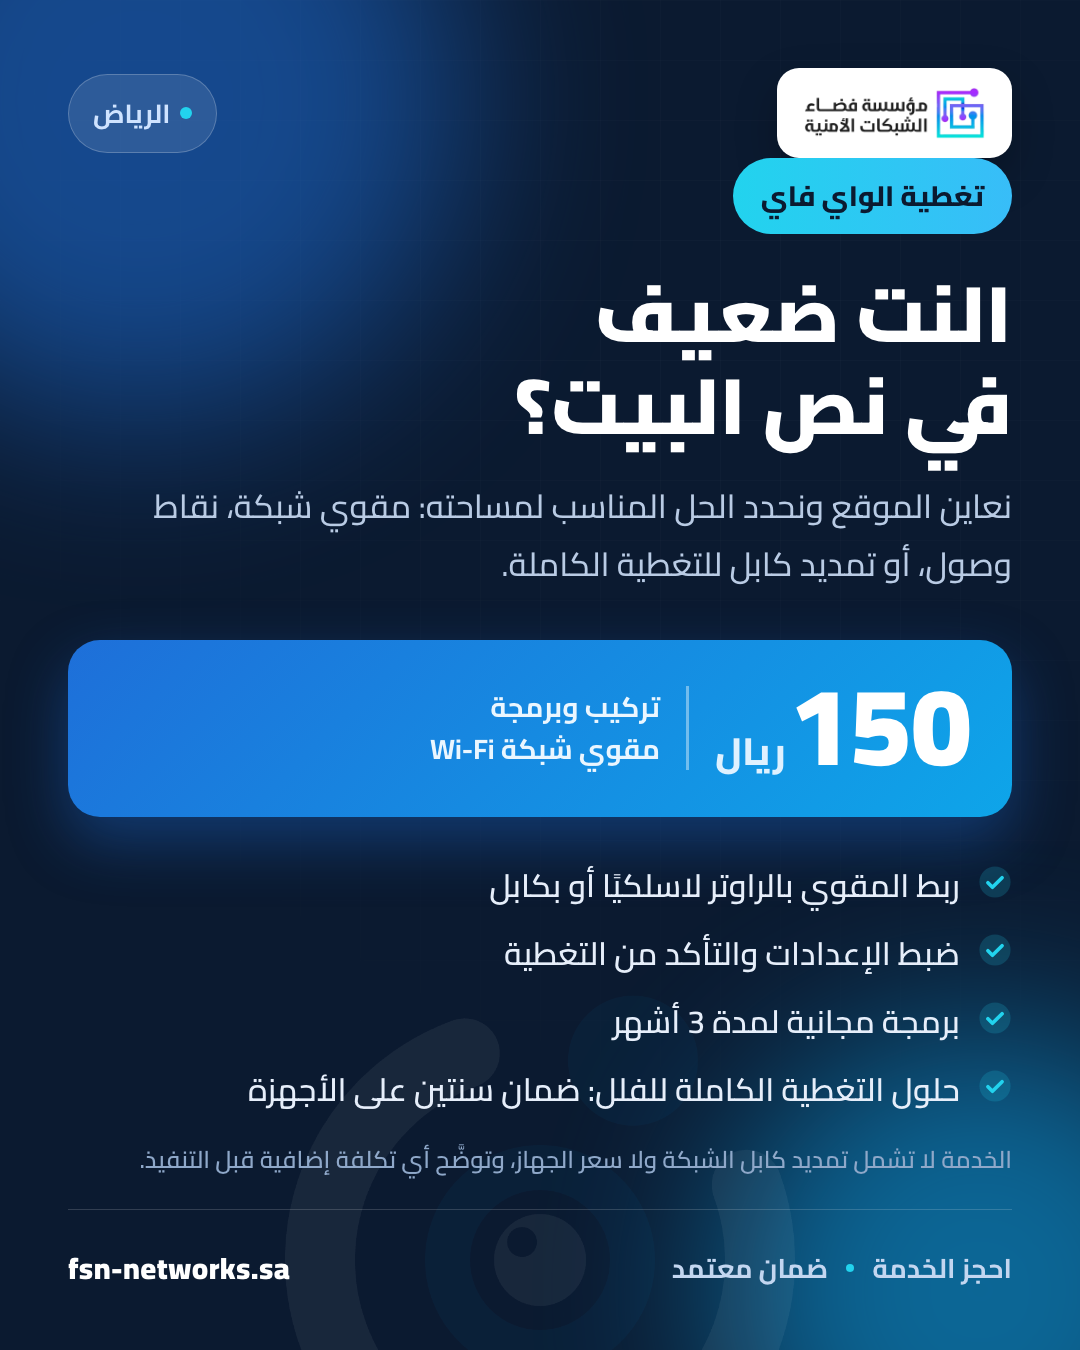 مؤسسة فضاء
الشبكات الأمنية
الرياض
تغطية الواي فاي
النت ضعيف
في نص البيت؟
نعاين الموقع ونحدد الحل المناسب لمساحته: مقوي شبكة، نقاط
وصول، أو تمديد كابل للتغطية الكاملة.
150 ريال
تركيب وبرمجة
مقوي شبكة Wi-Fi
ربط المقوي بالراوتر لاسلكيًا أو بكابل
ضبط الإعدادات والتأكد من التغطية
برمجة مجانية لمدة 3 أشهر
حلول التغطية الكاملة للفلل: ضمان سنتين على الأجهزة
الخدمة لا تشمل تمديد كابل الشبكة ولا سعر الجهاز، وتوضَّح أي تكلفة إضافية قبل التنفيذ.
احجز الخدمة • ضمان معتمد
fsn-networks.sa